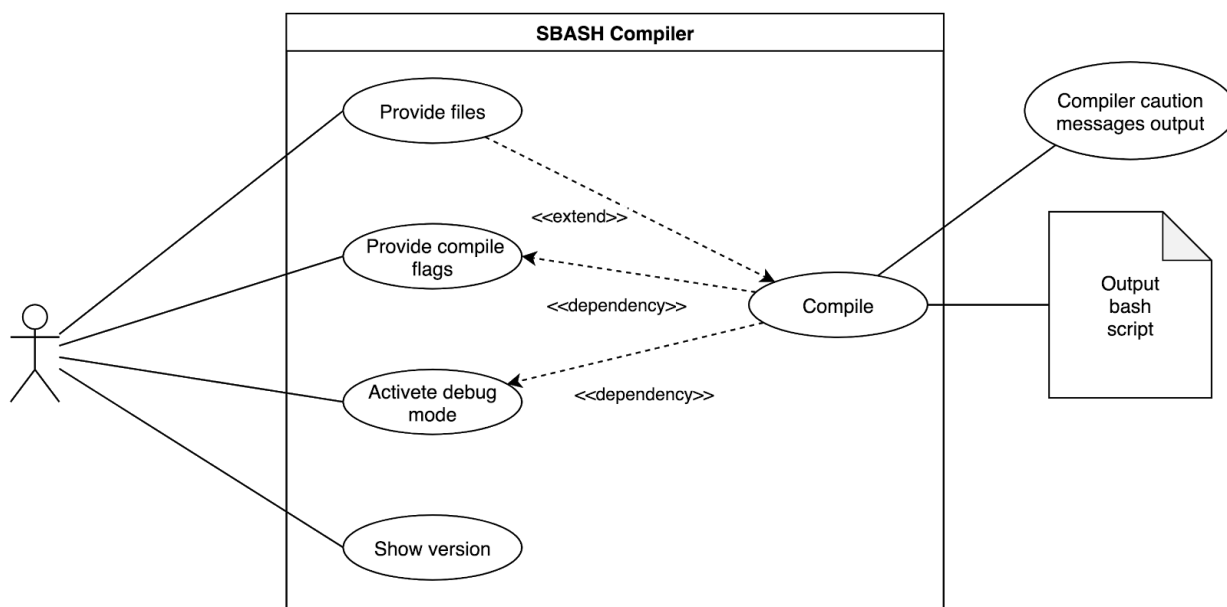 SBASH Compiler
Provide files
Compiler caution
messages output
<<extend>>
Provide compile
flags
<<dependency>>
Compile
Output
bash
script
Activete debug
mode
<<dependency>>
Show version